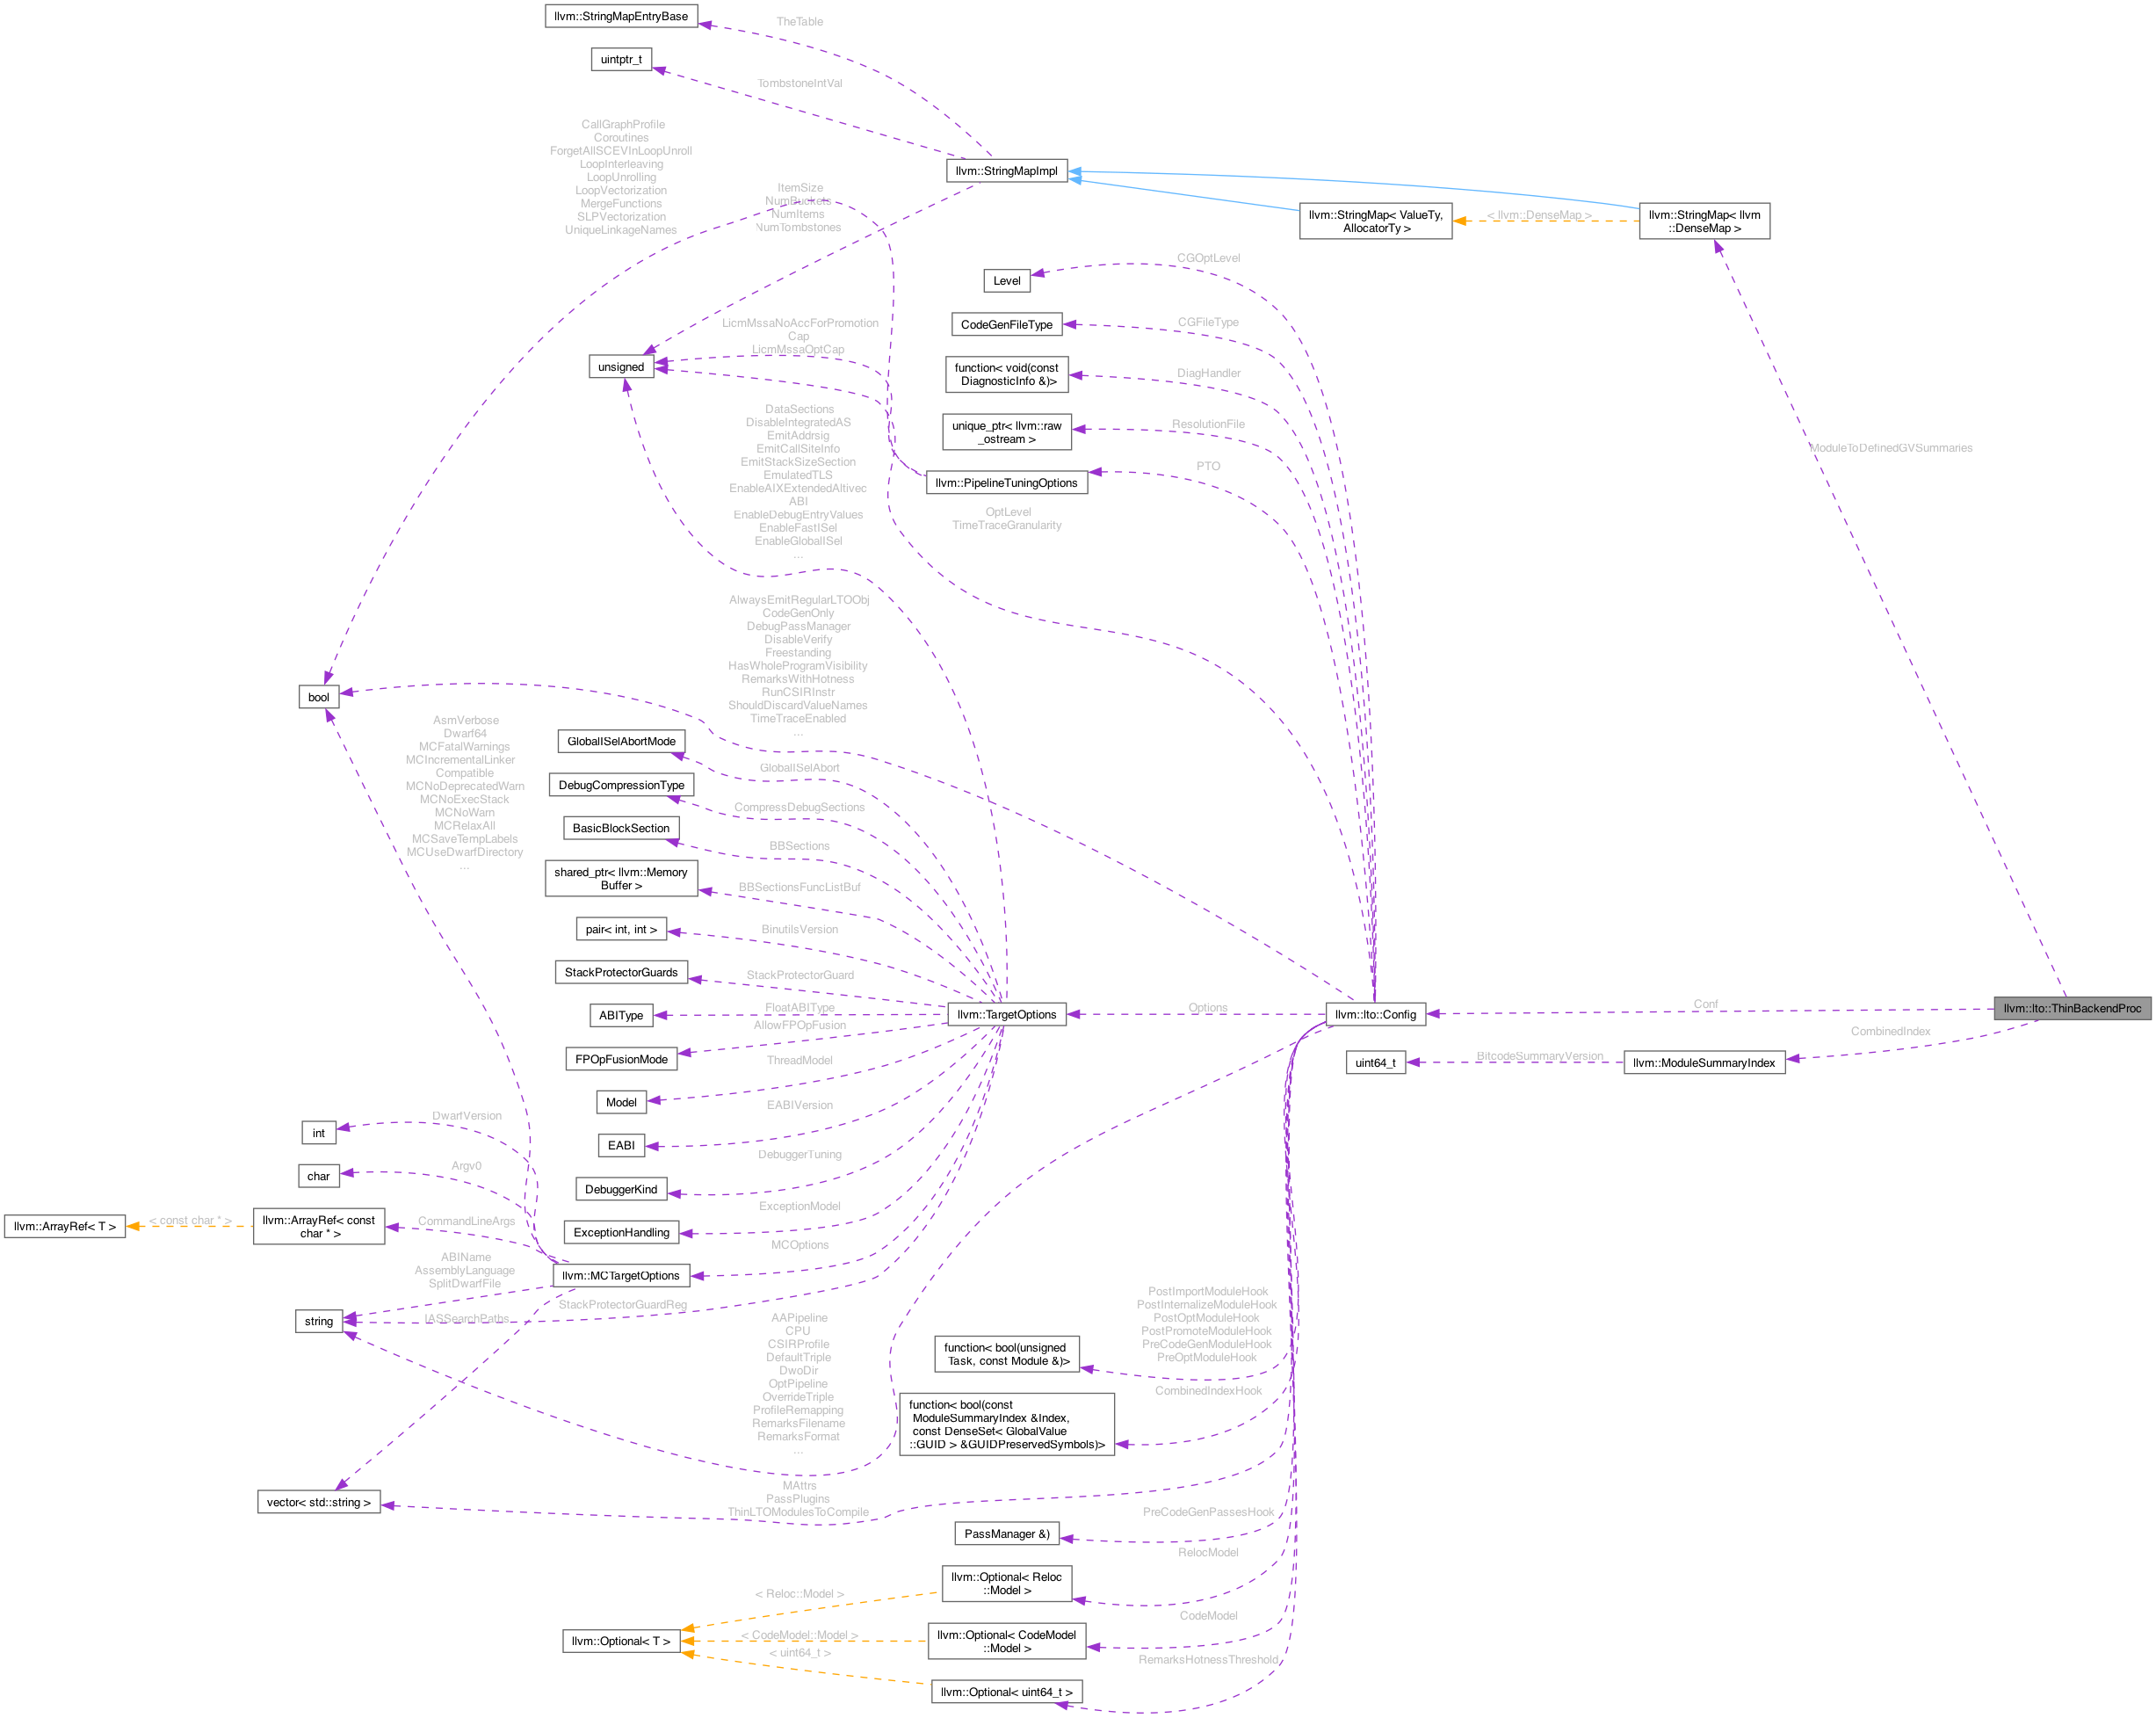 llvm::StringMapEntryBase
TheTable
uintptr_t
TombstoneIntVal
CallGraphProfile
Coroutines
ForgetAllSCEVInLoopUnroll
LoopInterleaving
LoopUnrolling
LoopVectorization
MergeFunctions
SLPVectorization
UniqueLinkageNames
llvm::StringMapImpl
ItemSize
NumBuckets
NumItems
NumTombstones
llvm::StringMap< ValueTy,
AllocatorTy >
< llvm::DenseMap >
llvm::StringMap< llvm
::DenseMap >
Level
CGOptLevel
CodeGenFileType
CGFileType
function< void(const
DiagnosticInfo &)>
DiagHandler
unique_ptr< llvm::raw
_ostream >
ResolutionFile
llvm::PipelineTuningOptions
PTO
unsigned
LicmMssaNoAccForPromotion
Cap
LicmMssaOptCap
ModuleToDefinedGVSummaries
OptLevel
TimeTraceGranularity
DataSections
DisableIntegratedAS
EmitAddrsig
EmitCallSiteInfo
EmitStackSizeSection
EmulatedTLS
EnableAIXExtendedAltivec
ABI
EnableDebugEntryValues
EnableFastISel
EnableGlobalISel
...
AlwaysEmitRegularLTOObj
CodeGenOnly
DebugPassManager
DisableVerify
Freestanding
HasWholeProgramVisibility
RemarksWithHotness
RunCSIRInstr
ShouldDiscardValueNames
TimeTraceEnabled
...
bool
AsmVerbose
Dwarf64
MCFatalWarnings
MCIncrementalLinker
Compatible
MCNoDeprecatedWarn
MCNoExecStack
MCNoWarn
MCRelaxAll
MCSaveTempLabels
MCUseDwarfDirectory
...
GlobalISelAbortMode
GlobalISelAbort
DebugCompressionType
CompressDebugSections
BasicBlockSection
BBSections
shared_ptr< llvm::Memory
Buffer >
BBSectionsFuncListBuf
pair< int, int >
BinutilsVersion
StackProtectorGuards
StackProtectorGuard
ABIType
FloatABIType
FPOpFusionMode
AllowFPOpFusion
Model
ThreadModel
EABI
EABIVersion
DebuggerKind
DebuggerTuning
ExceptionHandling
ExceptionModel
llvm::MCTargetOptions
MCOptions
llvm::TargetOptions
Options
llvm::lto::Config
Conf
llvm::lto::ThinBackendProc
uint64_t
BitcodeSummaryVersion
llvm::ModuleSummaryIndex
CombinedIndex
int
DwarfVersion
char
Argv0
llvm::ArrayRef< T >
< const char * >
llvm::ArrayRef< const
char * >
CommandLineArgs
ABIName
AssemblyLanguage
SplitDwarfFile
string
IASSearchPaths
StackProtectorGuardReg
AAPipeline
CPU
CSIRProfile
DefaultTriple
DwoDir
OptPipeline
OverrideTriple
ProfileRemapping
RemarksFilename
RemarksFormat
...
function< bool(unsigned
Task, const Module &)>
PostImportModuleHook
PostInternalizeModuleHook
PostOptModuleHook
PostPromoteModuleHook
PreCodeGenModuleHook
PreOptModuleHook
function< bool(const
ModuleSummaryIndex &Index,
const DenseSet< GlobalValue
::GUID > &GUIDPreservedSymbols)>
CombinedIndexHook
vector< std::string >
MAttrs
PassPlugins
ThinLTOModulesToCompile
PassManager &)
PreCodeGenPassesHook
llvm::Optional< Reloc
::Model >
RelocModel
< Reloc::Model >
llvm::Optional< T >
< CodeModel::Model >
llvm::Optional< CodeModel
::Model >
CodeModel
< uint64_t >
llvm::Optional< uint64_t >
RemarksHotnessThreshold